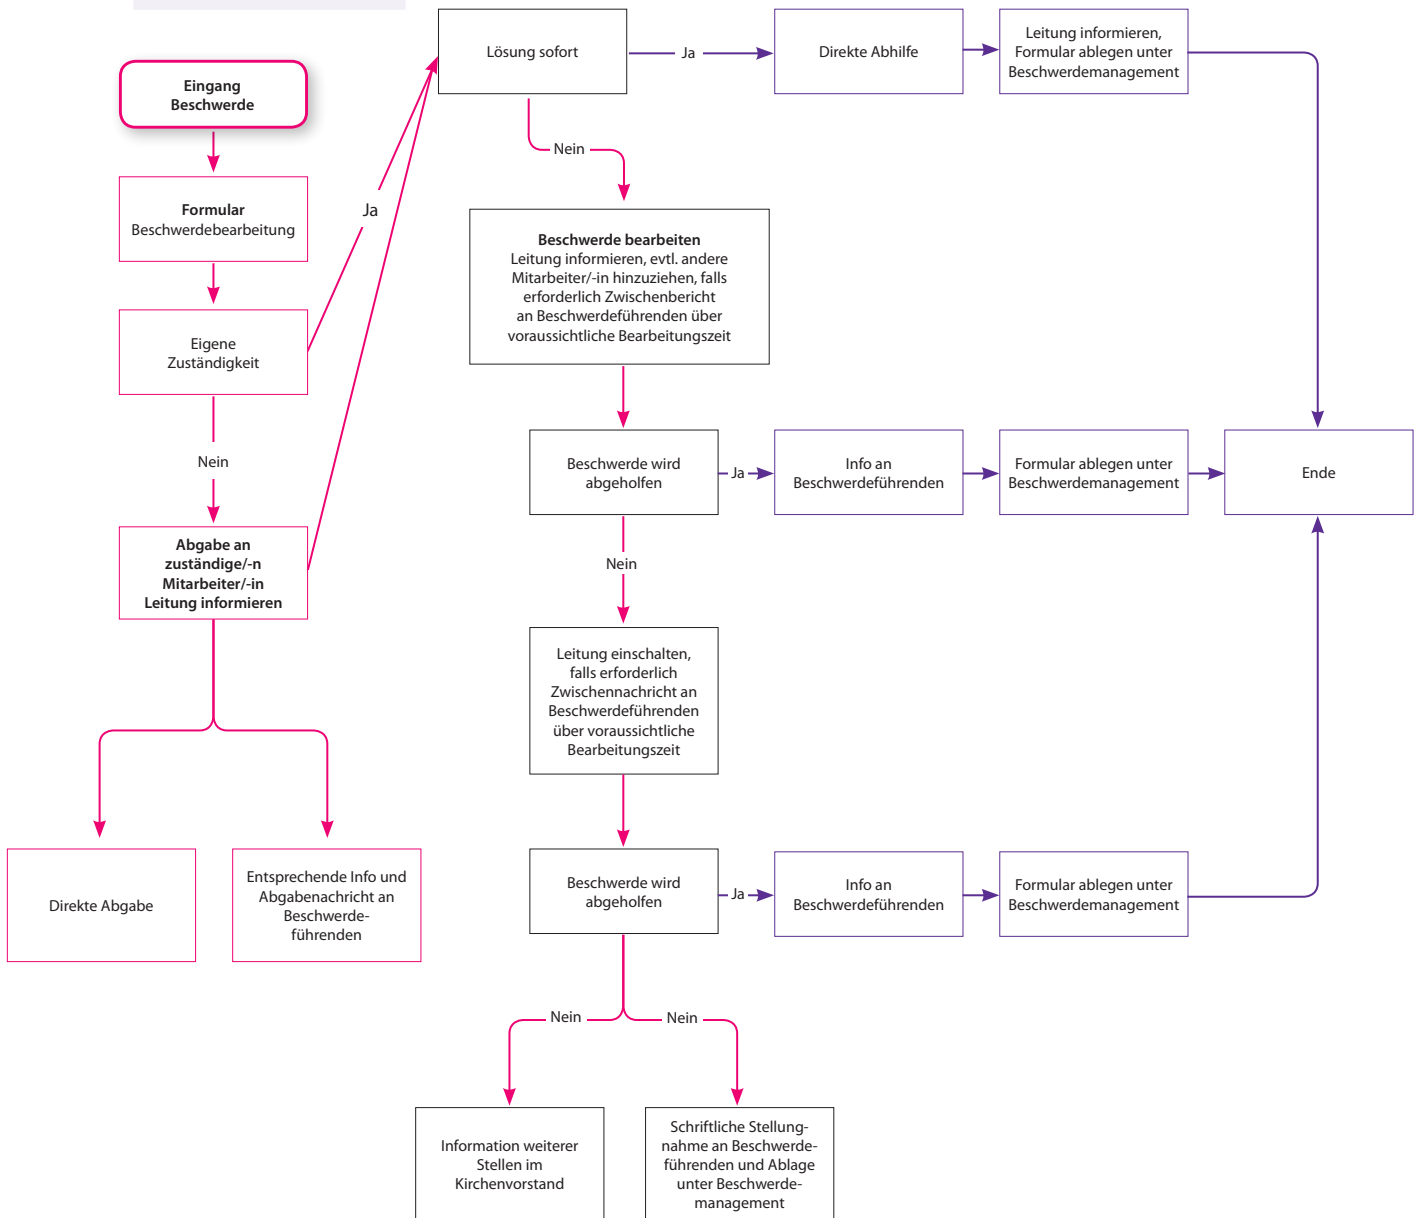 Eingang
Beschwerde
Formular
Beschwerdebearbeitung
Eigene
Zuständigkeit
Ja
Nein
Abgabe an
zuständige/-n
Mitarbeiter/-in
Leitung informieren
Direkte Abgabe
Entsprechende Info und
Abgabenachricht an
Beschwerde-
führenden
Lösung sofort
Ja
Direkte Abhilfe
Leitung informieren,
Formular ablegen unter
Beschwerdemanagement
Nein
Beschwerde bearbeiten
Leitung informieren, evtl. andere
Mitarbeiter/-in hinzuziehen, falls
erforderlich Zwischenbericht
an Beschwerdeführenden über
voraussichtliche Bearbeitungszeit
Beschwerde wird
abgeholfen
Ja
Info an
Beschwerdeführenden
Formular ablegen unter
Beschwerdemanagement
Ende
Nein
Leitung einschalten,
falls erforderlich
Zwischennachricht an
Beschwerdeführenden
über voraussichtliche
Bearbeitungszeit
Beschwerde wird
abgeholfen
Ja
Info an
Beschwerdeführenden
Formular ablegen unter
Beschwerdemanagement
Nein
Nein
Information weiterer
Stellen im
Kirchenvorstand
Schriftliche Stellung-
nahme an Beschwerde-
führenden und Ablage
unter Beschwerde-
management